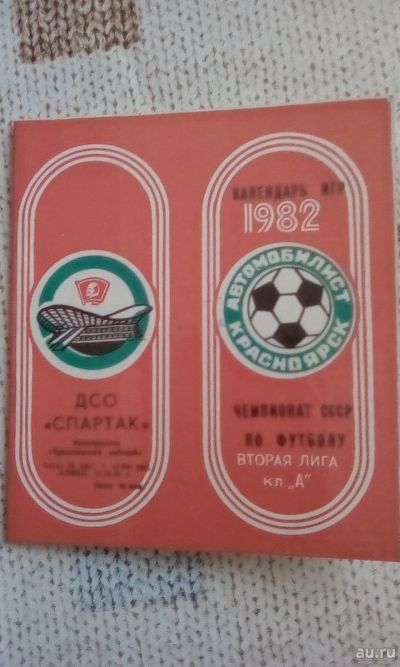 ДСО
«СПАРТАК»
КАЛЕНДАРЬ ИГР
1982
АВТОМОБИЛИСТ
КРАСНОЯРСК
ЧЕМПИОНАТ СССР
ПО ФУТБОЛУ
ВТОРАЯ ЛИГА
КЛ „А"
au.ru